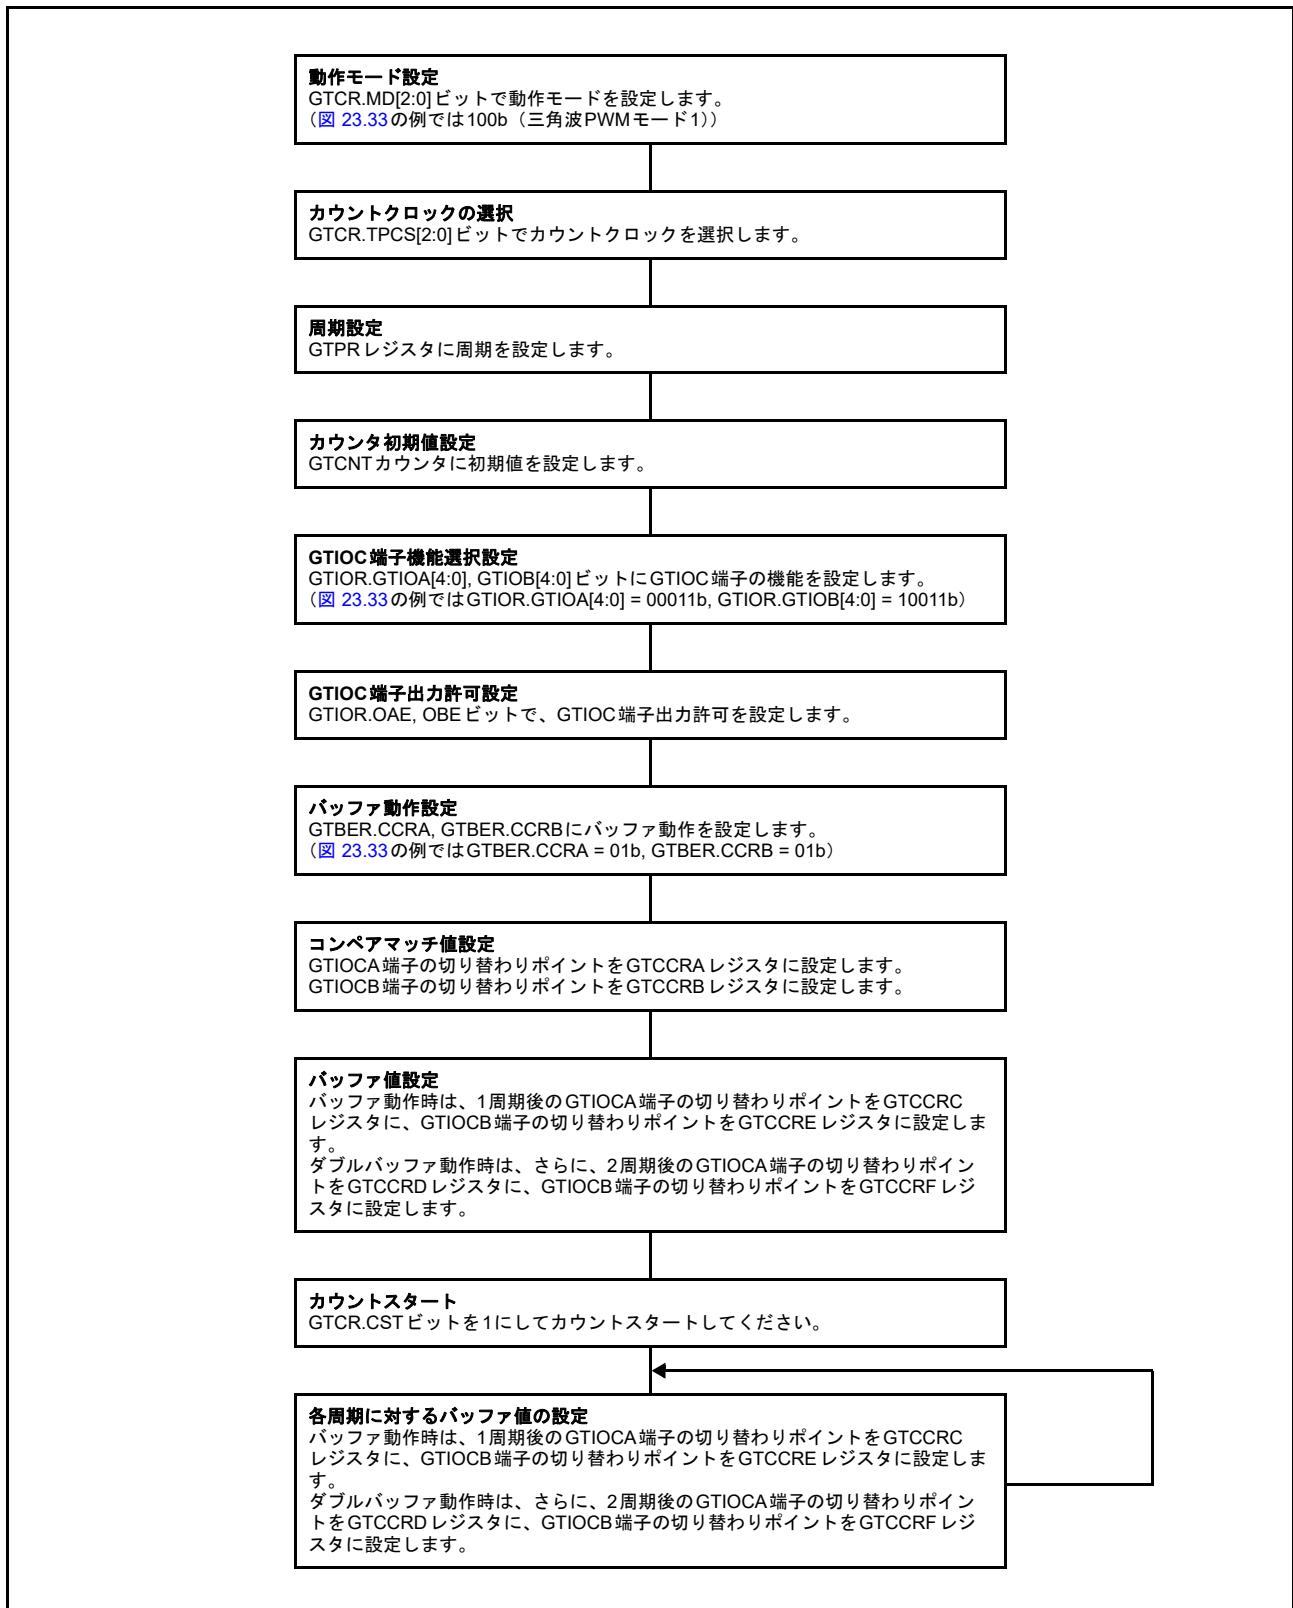 動作モード設定
GTCR.MD[2:0]ビットで動作モードを設定します。
（図 23.33の例では100b（三角波PWMモード1））
カウントクロックの選択
GTCR.TPCS[2:0]ビットでカウントクロックを選択します。
周期設定
GTPRレジスタに周期を設定します。
カウンタ初期値設定
GTCNTカウンタに初期値を設定します。
GTIOC端子機能選択設定
GTIOR.GTIOA[4:0], GTIOB[4:0]ビットにGTIOC端子の機能を設定します。
（図 23.33の例ではGTIOR.GTIOA[4:0] = 00011b, GTIOR.GTIOB[4:0] = 10011b）
GTIOC端子出力許可設定
GTIOR.OAE, OBEビットで、GTIOC端子出力許可を設定します。
バッファ動作設定
GTBER.CCRA, GTBER.CCRBにバッファ動作を設定します。
（図 23.33の例ではGTBER.CCRA = 01b, GTBER.CCRB = 01b）
コンペアマッチ値設定
GTIOCA端子の切り替わりポイントをGTCCRAレジスタに設定します。
GTIOCB端子の切り替わりポイントをGTCCRBレジスタに設定します。
バッファ値設定
バッファ動作時は、1周期後のGTIOCA端子の切り替わりポイントをGTCCRC
レジスタに、GTIOCB端子の切り替わりポイントをGTCCREレジスタに設定しま
す。
ダブルバッファ動作時は、さらに、2周期後のGTIOCA端子の切り替わりポイン
トをGTCCRDレジスタに、GTIOCB端子の切り替わりポイントをGTCCRFレジ
スタに設定します。
カウントスタート
GTCR.CSTビットを1にしてカウントスタートしてください。
各周期に対するバッファ値の設定
バッファ動作時は、1周期後のGTIOCA端子の切り替わりポイントをGTCCRC
レジスタに、GTIOCB端子の切り替わりポイントをGTCCREレジスタに設定しま
す。
ダブルバッファ動作時は、さらに、2周期後のGTIOCA端子の切り替わりポイン
トをGTCCRDレジスタに、GTIOCB端子の切り替わりポイントをGTCCRFレジ
スタに設定します。